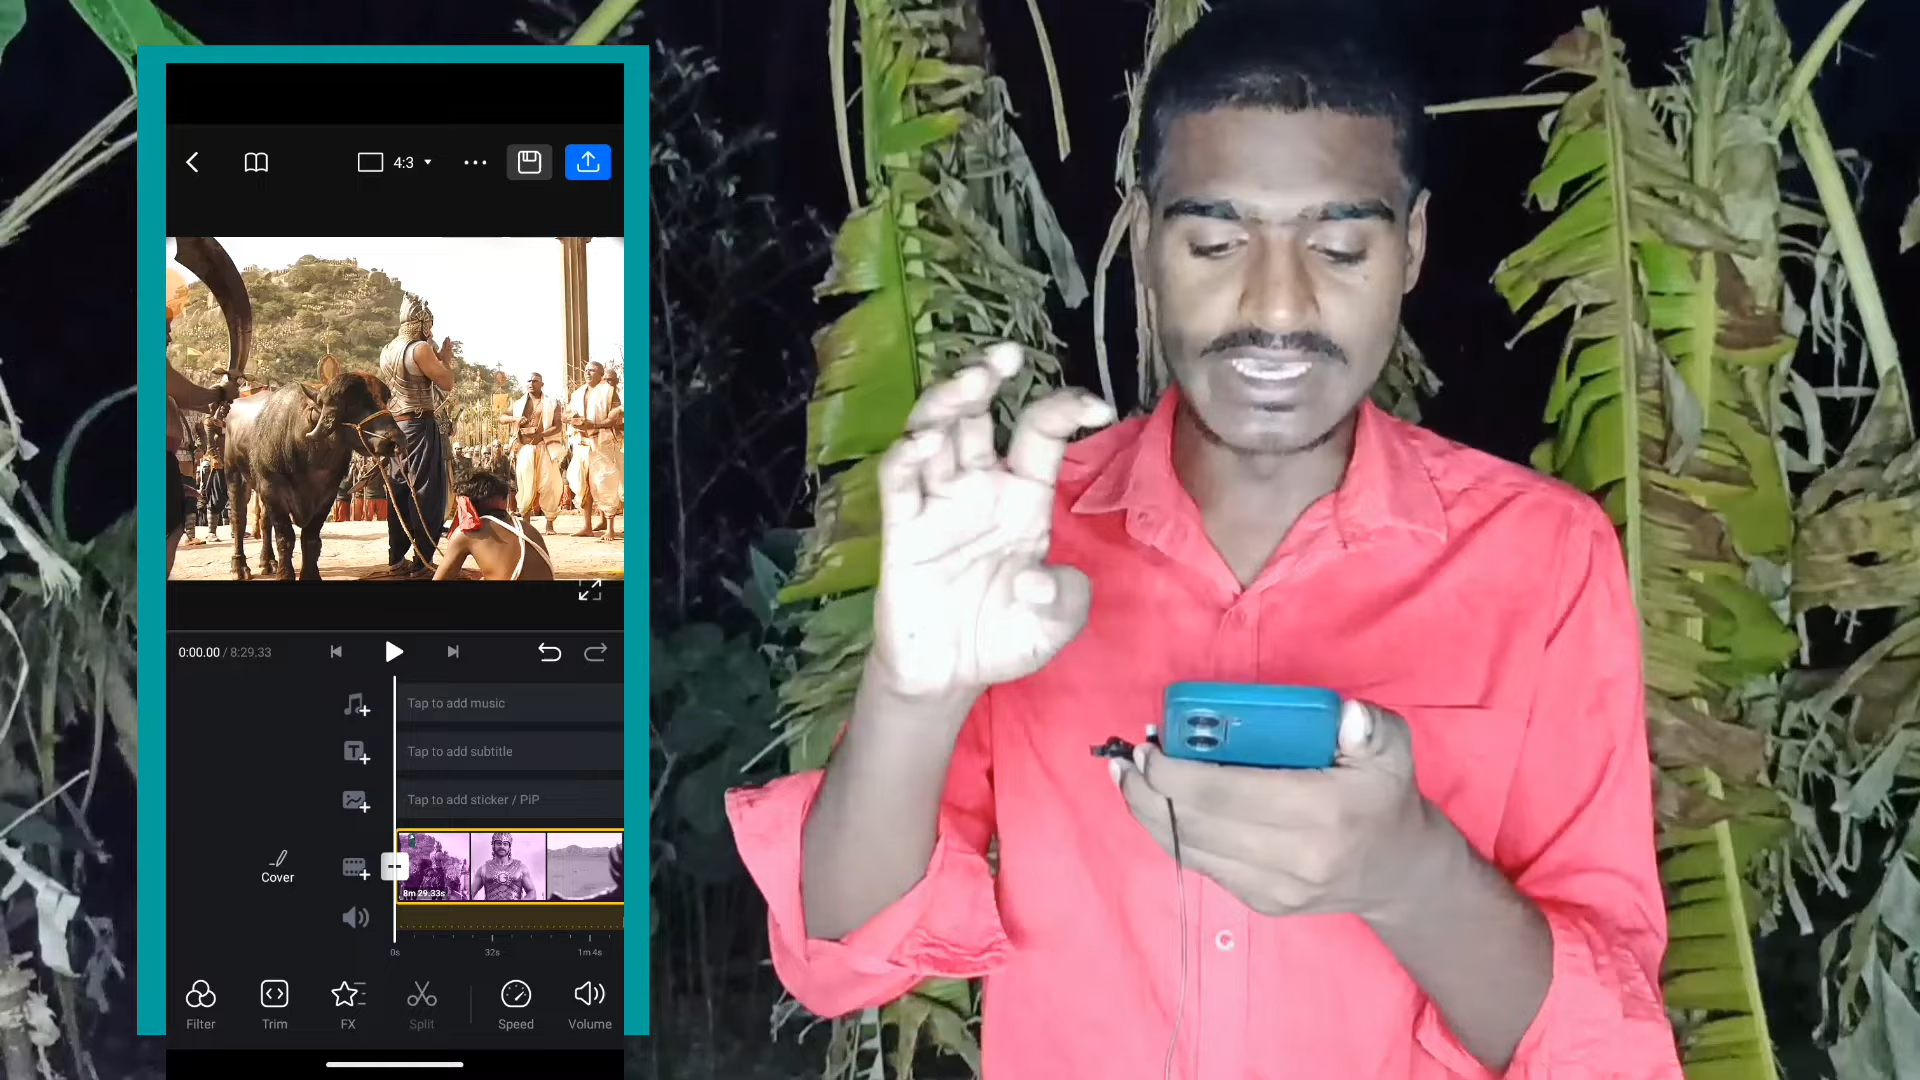 4:3
0:00.00 / 8:29.33
Tap to add music
Tap to add subtitle
Tap to add sticker / PiP
Cover
8m 29.33s
0s 32s 1m4s
Filter Trim FX Split Speed Volume